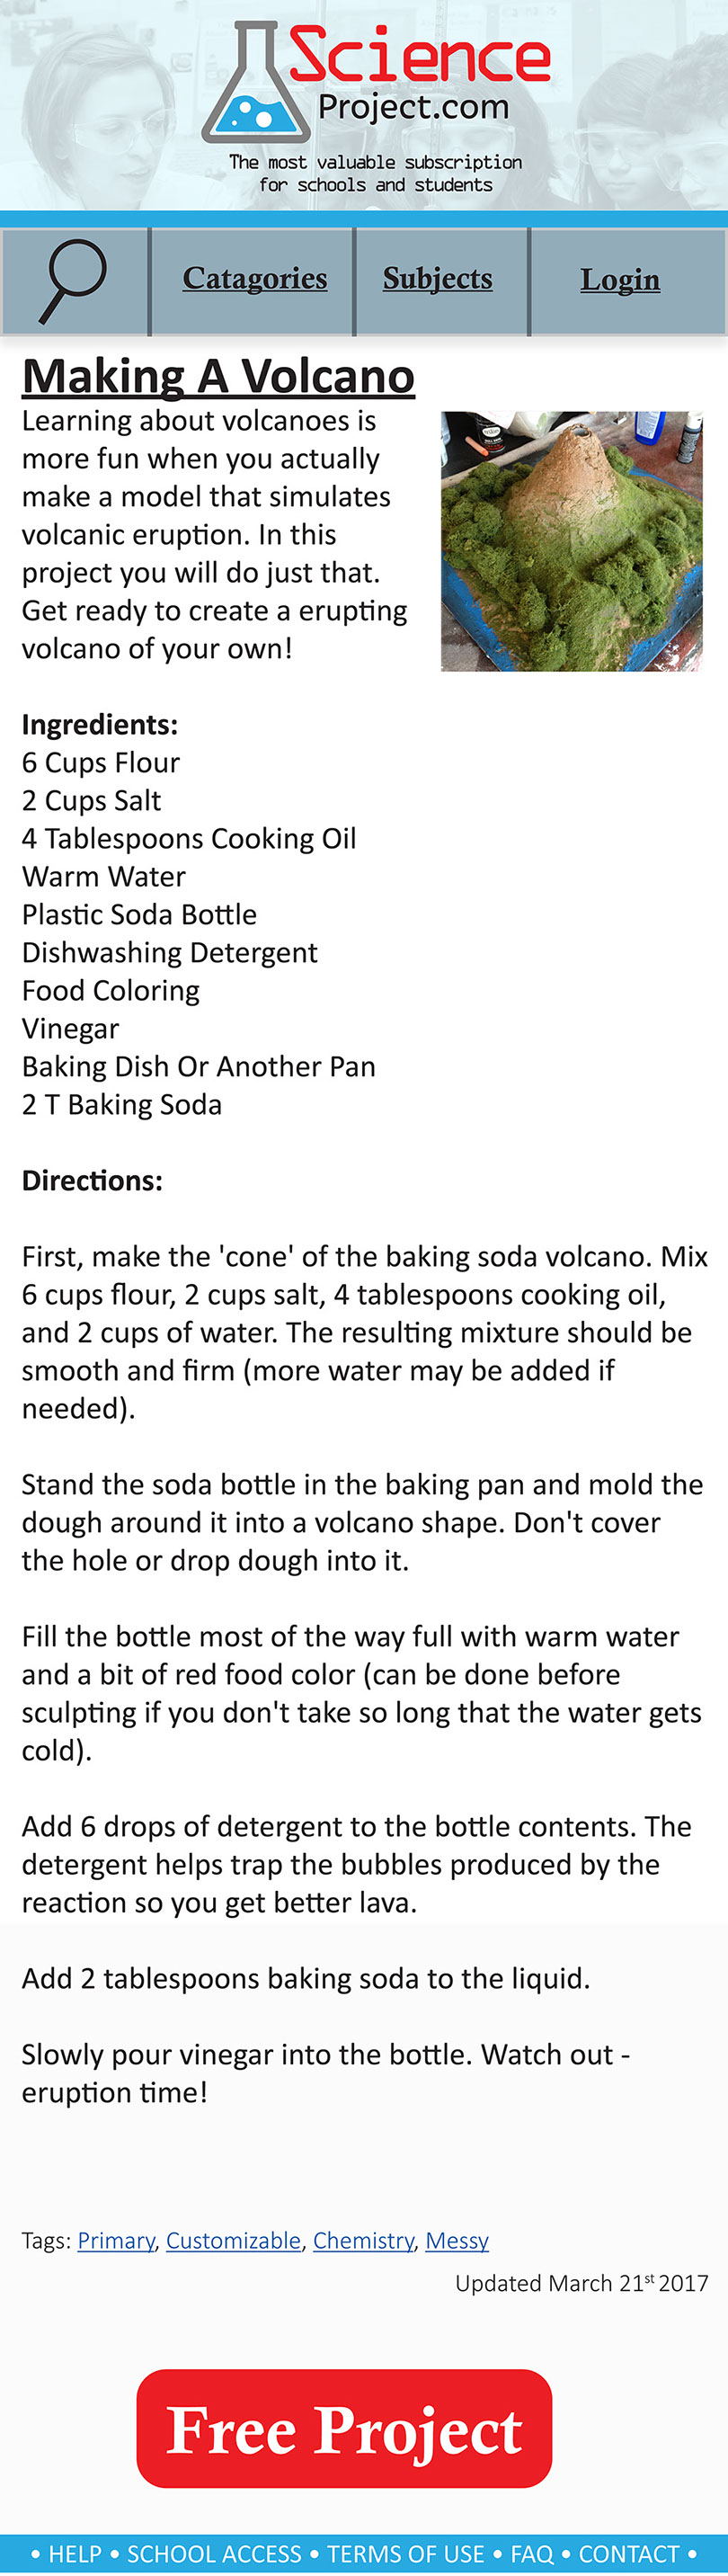 Science
Project.com
The most valuable subscription
for schools and students
Catagories
Subjects
Login
Making A Volcano
Learning about volcanoes is
more fun when you actually
make a model that simulates
volcanic eruption. In this
project you will do just that.
Get ready to create a erupting
volcano of your own!
Ingredients:
6 Cups Flour
2 Cups Salt
4 Tablespoons Cooking Oil
Warm Water
Plastic Soda Bottle
Dishwashing Detergent
Food Coloring
Vinegar
Baking Dish Or Another Pan
2 T Baking Soda
Directions:
First, make the 'cone' of the baking soda volcano. Mix
6 cups flour, 2 cups salt, 4 tablespoons cooking oil,
and 2 cups of water. The resulting mixture should be
smooth and firm (more water may be added if
needed).
Stand the soda bottle in the baking pan and mold the
dough around it into a volcano shape. Don't cover
the hole or drop dough into it.
Fill the bottle most of the way full with warm water
and a bit of red food color (can be done before
sculpting if you don't take so long that the water gets
cold).
Add 6 drops of detergent to the bottle contents. The
detergent helps trap the bubbles produced by the
reaction so you get better lava.
Add 2 tablespoons baking soda to the liquid.
Slowly pour vinegar into the bottle. Watch out -
eruption time!
Tags: Primary, Customizable, Chemistry, Messy
Updated March 21st 2017
Free Project
• HELP • SCHOOL ACCESS • TERMS OF USE • FAQ • CONTACT •